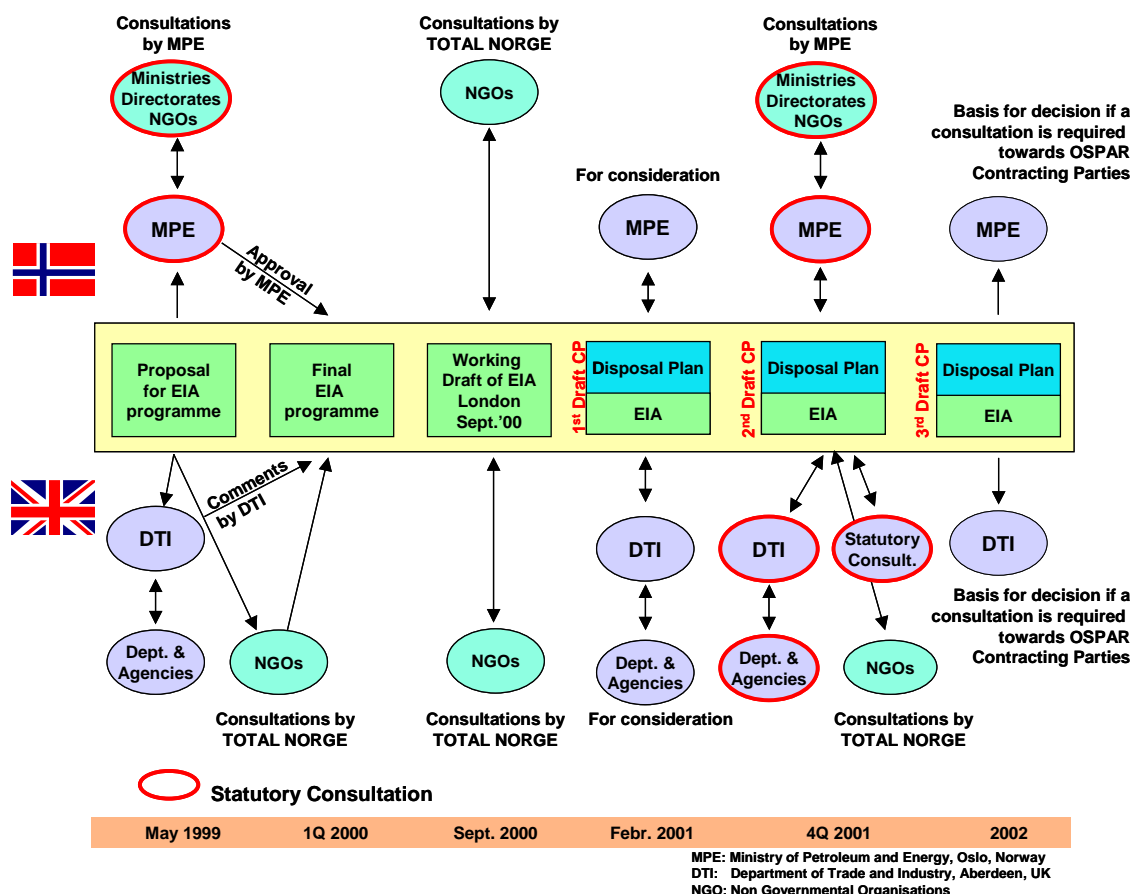 Consultations
by MPE
Consultations by
TOTAL NORGE
Consultations
by MPE
Ministries
Directorates
NGOs
NGOs
Ministries
Directorates
NGOs
Basis for decision if a
consultation is required
towards OSPAR
Contracting Parties
For consideration
MPE
MPE
MPE
MPE
Approval
by MPE
Proposal
for EIA
programme
Final
EIA
programme
Working
Draft of EIA
London
Sept.'00
1st Draft CP
Disposal Plan
EIA
2nd Draft CP
Disposal Plan
EIA
3rd Draft CP
Disposal Plan
EIA
Comments
by DTI
DTI
DTI
DTI
Statutory
Consult.
DTI
Basis for decision if a
consultation is required
towards OSPAR
Contracting Parties
Dept. &
Agencies
NGOs
NGOs
Dept. &
Agencies
Dept. &
Agencies
NGOs
Consultations by
TOTAL NORGE
Consultations by
TOTAL NORGE
For consideration
Consultations by
TOTAL NORGE
Statutory Consultation
May 1999
1Q 2000
Sept. 2000
Febr. 2001
4Q 2001
2002
MPE: Ministry of Petroleum and Energy, Oslo, Norway
DTI: Department of Trade and Industry, Aberdeen, UK
NGO: Non Governmental Organisations